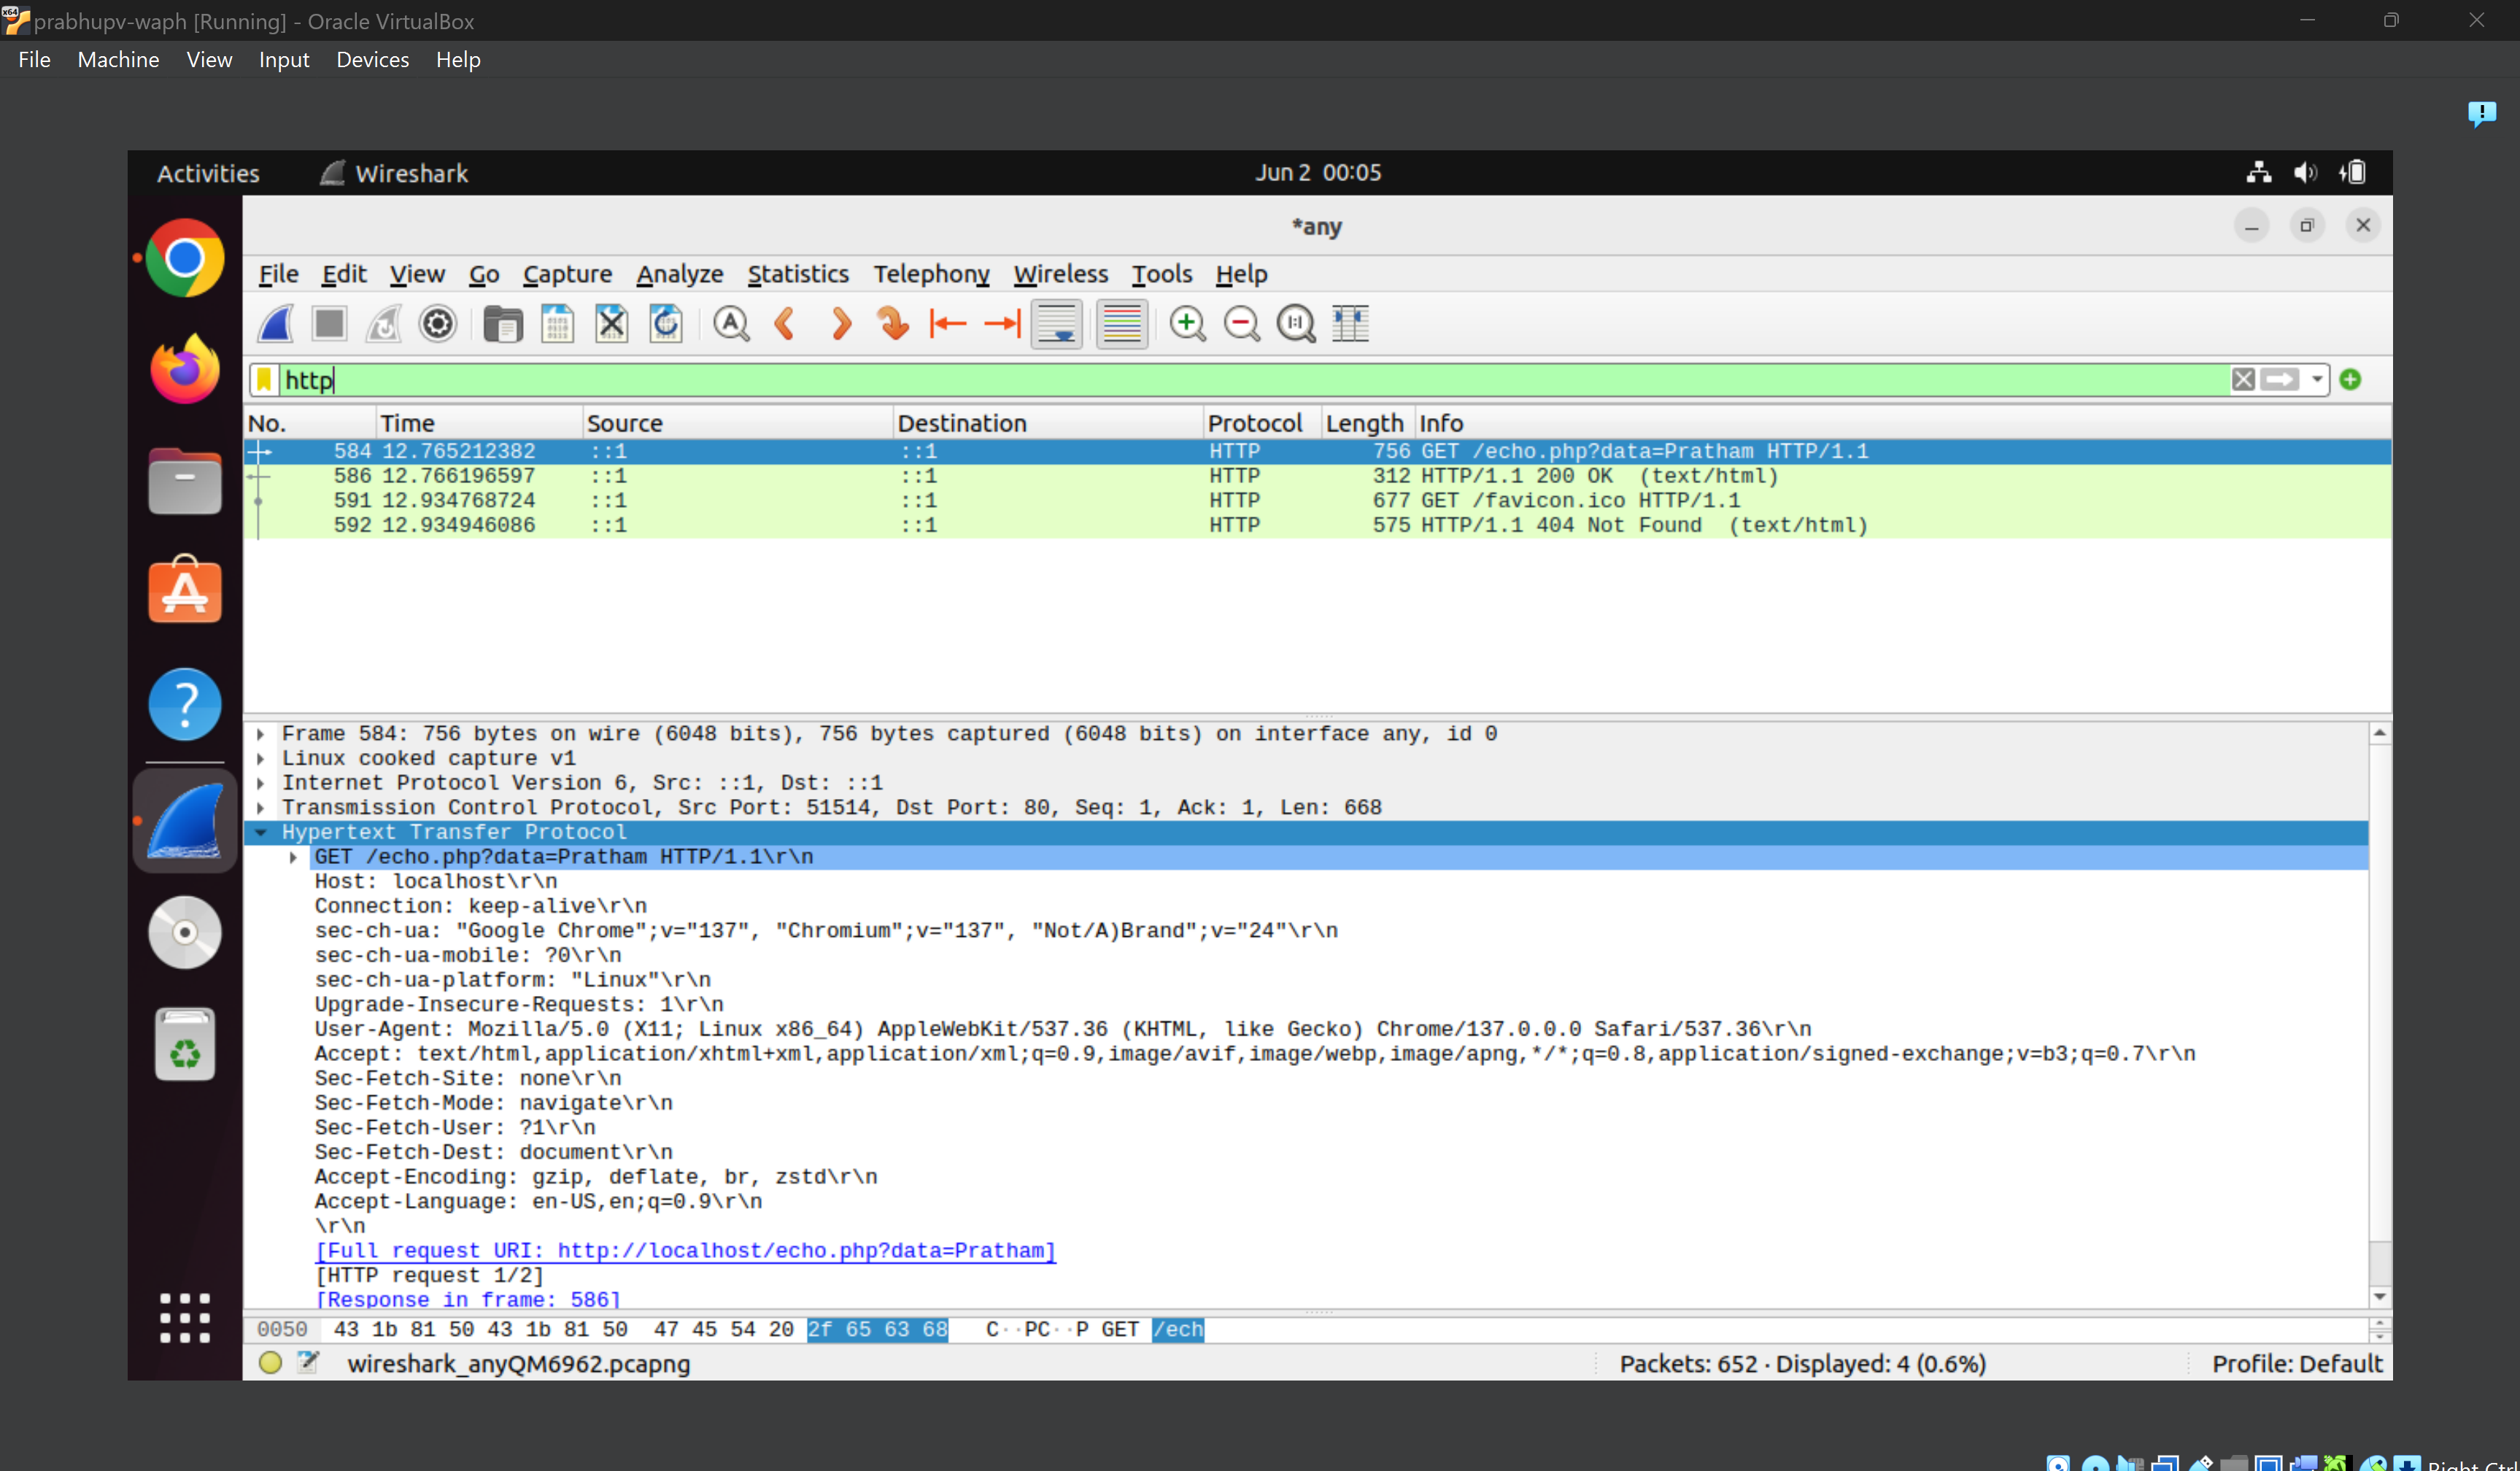 prabhupv-waph [Running] - Oracle VirtualBox
File Machine View Input Devices Help
Activities Wireshark Jun 2 00:05
*any
File Edit View Go Capture Analyze Statistics Telephony Wireless Tools Help
http
No. Time Source Destination Protocol Length Info
584 12.765212382 ::1 ::1 HTTP 756 GET /echo.php?data=Pratham HTTP/1.1
586 12.766196597 ::1 ::1 HTTP 312 HTTP/1.1 200 OK (text/html)
591 12.934768724 ::1 ::1 HTTP 677 GET /favicon.ico HTTP/1.1
592 12.934946086 ::1 ::1 HTTP 575 HTTP/1.1 404 Not Found (text/html)
Frame 584: 756 bytes on wire (6048 bits), 756 bytes captured (6048 bits) on interface any, id 0
Linux cooked capture v1
Internet Protocol Version 6, Src: ::1, Dst: ::1
Transmission Control Protocol, Src Port: 51514, Dst Port: 80, Seq: 1, Ack: 1, Len: 668
Hypertext Transfer Protocol
GET /echo.php?data=Pratham HTTP/1.1\r\n
Host: localhost\r\n
Connection: keep-alive\r\n
sec-ch-ua: "Google Chrome";v="137", "Chromium";v="137", "Not/A)Brand";v="24"\r\n
sec-ch-ua-mobile: ?0\r\n
sec-ch-ua-platform: "Linux"\r\n
Upgrade-Insecure-Requests: 1\r\n
User-Agent: Mozilla/5.0 (X11; Linux x86_64) AppleWebKit/537.36 (KHTML, like Gecko) Chrome/137.0.0.0 Safari/537.36\r\n
Accept: text/html,application/xhtml+xml,application/xml;q=0.9,image/avif,image/webp,image/apng,*/*;q=0.8,application/signed-exchange;v=b3;q=0.7\r\n
Sec-Fetch-Site: none\r\n
Sec-Fetch-Mode: navigate\r\n
Sec-Fetch-User: ?1\r\n
Sec-Fetch-Dest: document\r\n
Accept-Encoding: gzip, deflate, br, zstd\r\n
Accept-Language: en-US,en;q=0.9\r\n
\r\n
[Full request URI: http://localhost/echo.php?data=Pratham]
[HTTP request 1/2]
[Response in frame: 586]
0050 43 1b 81 50 43 1b 81 50 47 45 54 20 2f 65 63 68 C··PC··P GET /ech
wireshark_anyQM6962.pcapng Packets: 652 · Displayed: 4 (0.6%) Profile: Default
Right Ctrl